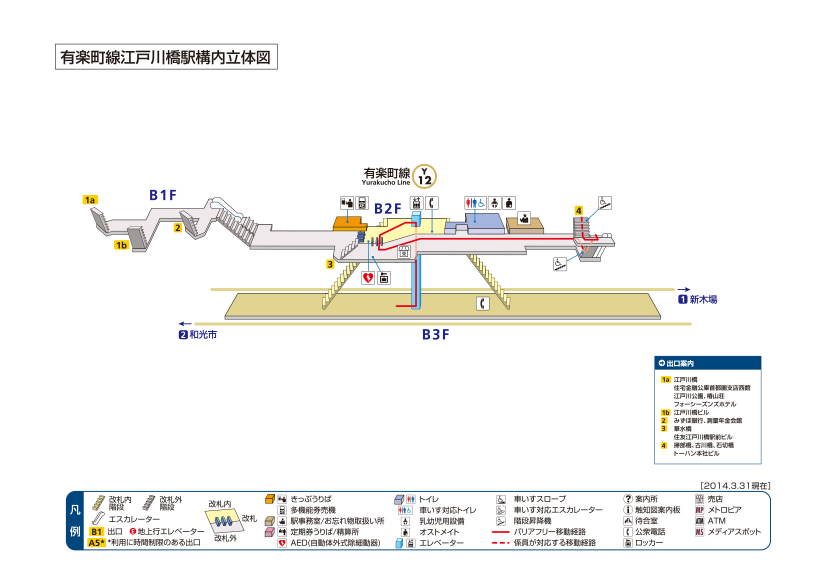 有楽町線江戸川橋駅構内立体図
有楽町線
Yurakucho Line
Y
12
1a
B1F
B2F
1b
2
3
4
1 新木場
2 和光市
B3F
出口案内
1a 江戸川橋
住宅金融公庫首都圏支店西館
江戸川公園、椿山荘
フォーシーズンズホテル
1b 江戸川橋ビル
2 みずほ銀行、測量年金会館
3 華水橋
住友江戸川橋駅前ビル
4 掃部橋、古川橋、石切橋
トーハン本社ビル
[2014.3.31現在]
凡例
改札内階段
改札外階段
エスカレーター
B1 出口
E 地上行エレベーター
A5* *利用に時間制限のある出口
改札内
改札
改札外
きっぷうりば
多機能券売機
駅事務室/お忘れ物取扱い所
定期券うりば/精算所
AED(自動体外式除細動器)
トイレ
車いす対応トイレ
乳幼児用設備
オストメイト
エレベーター
車いすスロープ
車いす対応エスカレーター
階段昇降機
バリアフリー移動経路
係員が対応する移動経路
? 案内所
触知図案内板
待合室
公衆電話
ロッカー
売店
MP メトロピア
ATM ATM
MS メディアスポット